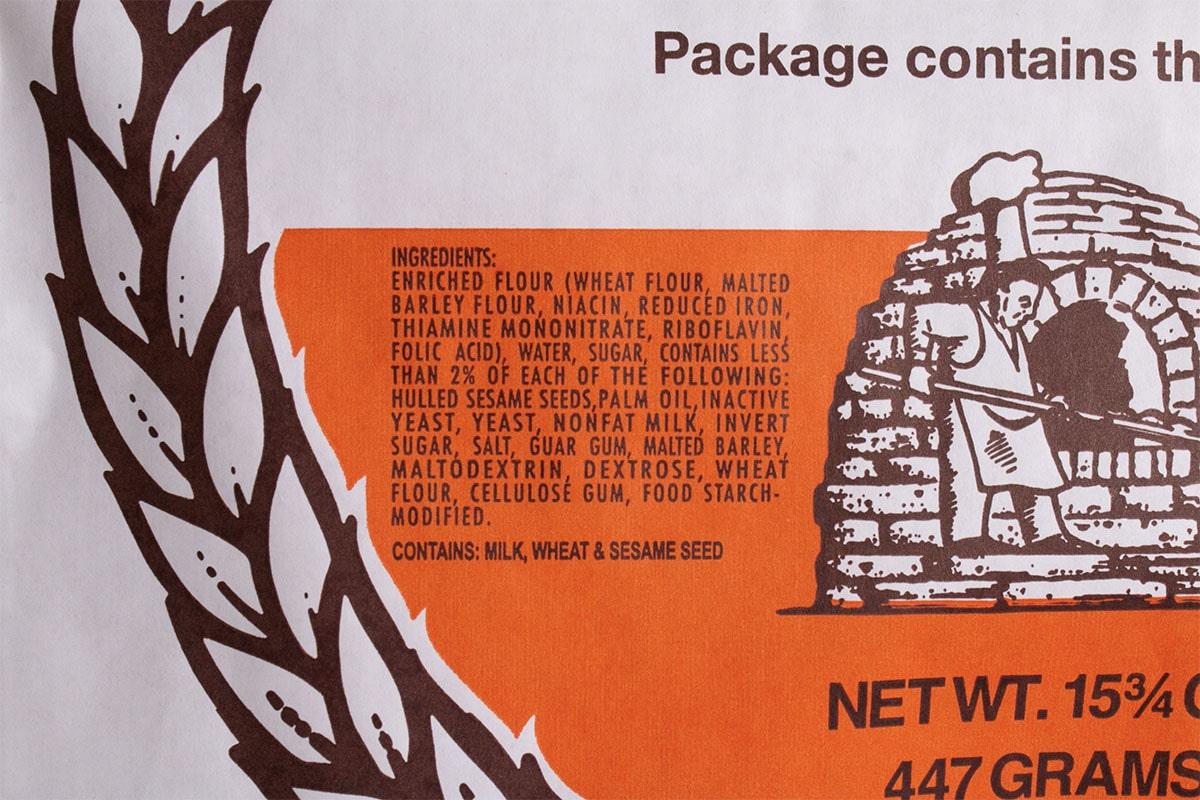 Package contains th
INGREDIENTS:
ENRICHED FLOUR (WHEAT FLOUR, MALTED
BARLEY FLOUR, NIACIN, REDUCED IRON,
THIAMINE MONONITRATE, RIBOFLAVIN,
FOLIC ACID), WATER, SUGAR, CONTAINS LESS
THAN 2% OF EACH OF THE FOLLOWING:
HULLED SESAME SEEDS,PALM OIL,INACTIVE
YEAST, YEAST, NONFAT MILK, INVERT
SUGAR, SALT, GUAR GUM, MALTED BARLEY,
MALTODEXTRIN, DEXTROSE, WHEAT
FLOUR, CELLULOSE GUM, FOOD STARCH-
MODIFIED.
CONTAINS: MILK, WHEAT & SESAME SEED
NET WT. 15¾
447 GRAMS